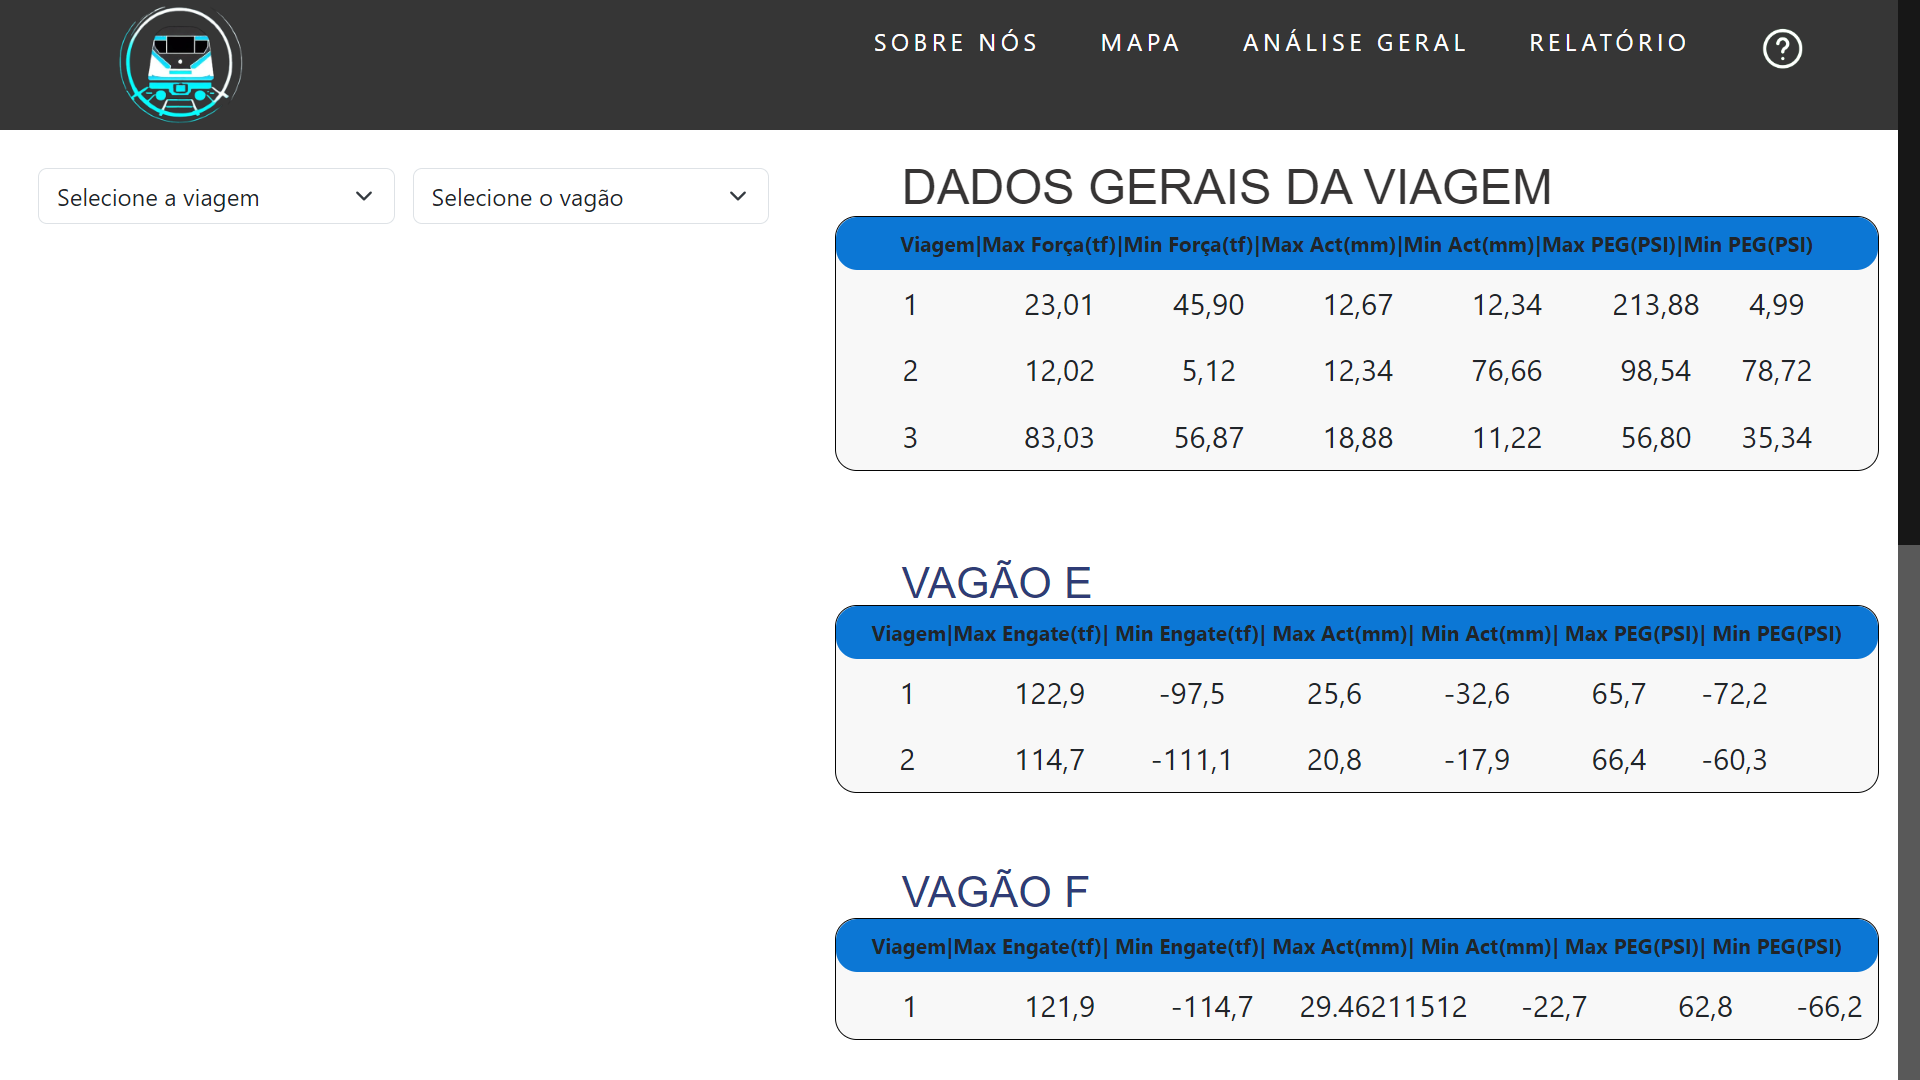 SOBRE NÓS MAPA ANÁLISE GERAL RELATÓRIO ?
Selecione a viagem
Selecione o vagão
DADOS GERAIS DA VIAGEM
Viagem|Max Força(tf)|Min Força(tf)|Max Act(mm)|Min Act(mm)|Max PEG(PSI)|Min PEG(PSI)
1 23,01 45,90 12,67 12,34 213,88 4,99
2 12,02 5,12 12,34 76,66 98,54 78,72
3 83,03 56,87 18,88 11,22 56,80 35,34
VAGÃO E
Viagem|Max Engate(tf)| Min Engate(tf)| Max Act(mm)| Min Act(mm)| Max PEG(PSI)| Min PEG(PSI)
1 122,9 -97,5 25,6 -32,6 65,7 -72,2
2 114,7 -111,1 20,8 -17,9 66,4 -60,3
VAGÃO F
Viagem|Max Engate(tf)| Min Engate(tf)| Max Act(mm)| Min Act(mm)| Max PEG(PSI)| Min PEG(PSI)
1 121,9 -114,7 29.46211512 -22,7 62,8 -66,2